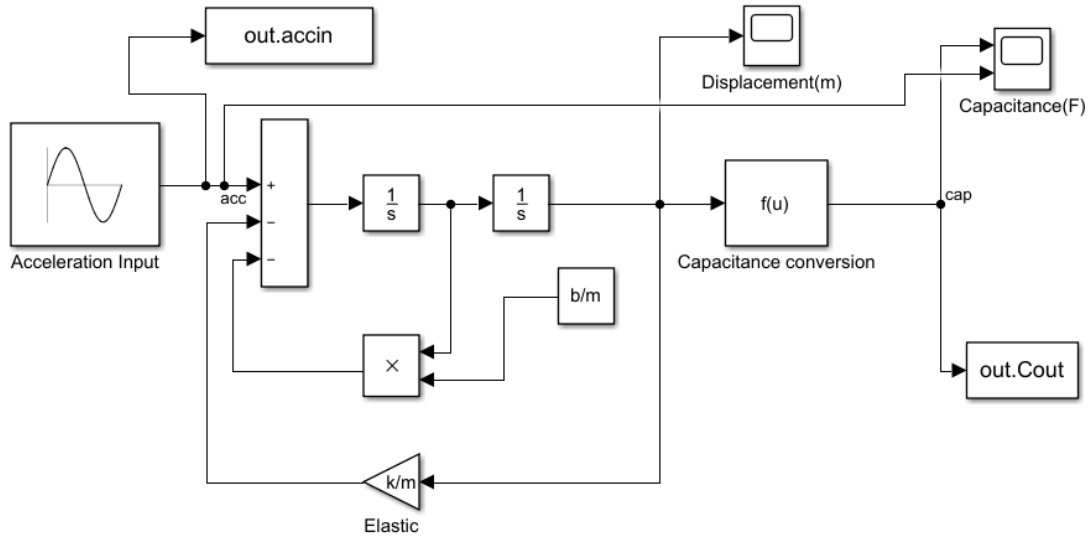 out.accin
Displacement(m)
Capacitance(F)
acc
+
−
−
1
s
1
s
f(u)
cap
Acceleration Input
Capacitance conversion
b/m
×
out.Cout
k/m
Elastic